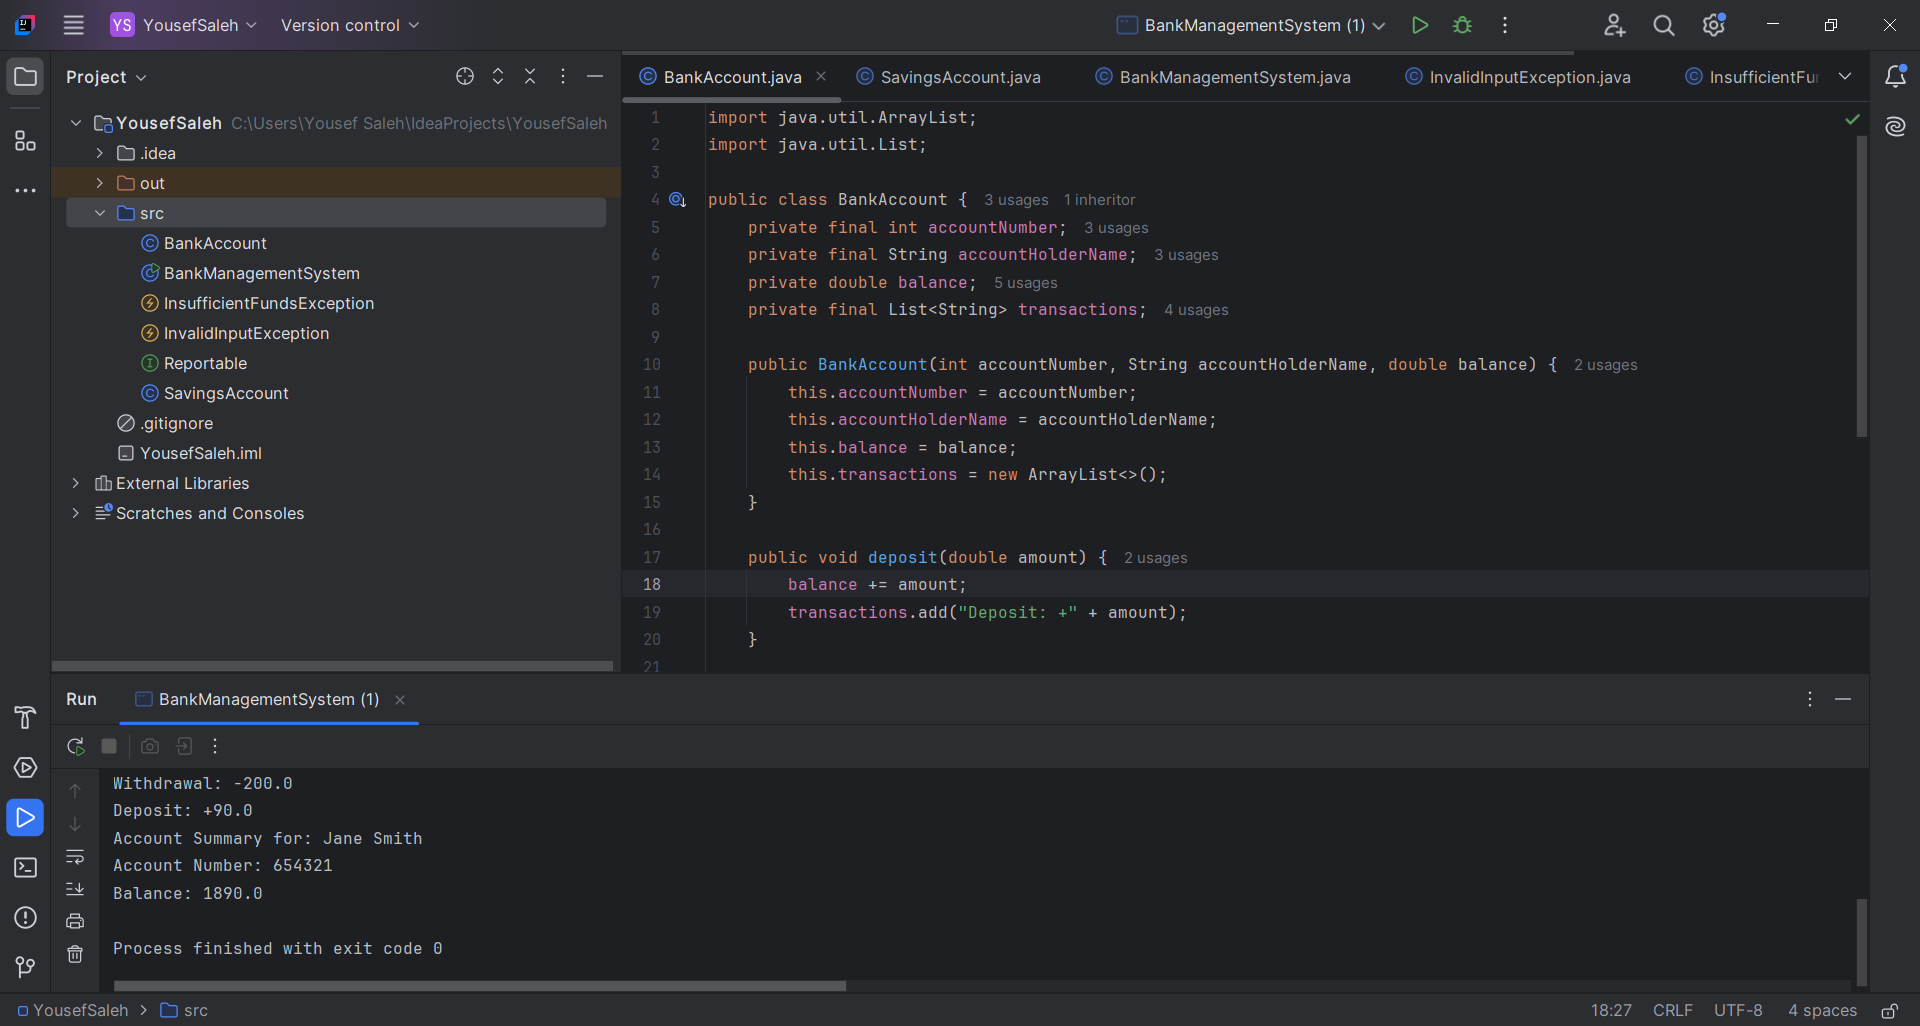 YS YousefSaleh Version control BankManagementSystem (1)
Project
YousefSaleh C:\Users\Yousef Saleh\IdeaProjects\YousefSaleh
.idea
out
src
BankAccount
BankManagementSystem
InsufficientFundsException
InvalidInputException
Reportable
SavingsAccount
.gitignore
YousefSaleh.iml
External Libraries
Scratches and Consoles
BankAccount.java SavingsAccount.java BankManagementSystem.java InvalidInputException.java InsufficientFu
1 import java.util.ArrayList;
2 import java.util.List;
3
4 public class BankAccount { 3 usages 1 inheritor
5 private final int accountNumber; 3 usages
6 private final String accountHolderName; 3 usages
7 private double balance; 5 usages
8 private final List<String> transactions; 4 usages
9
10 public BankAccount(int accountNumber, String accountHolderName, double balance) { 2 usages
11 this.accountNumber = accountNumber;
12 this.accountHolderName = accountHolderName;
13 this.balance = balance;
14 this.transactions = new ArrayList<>();
15 }
16
17 public void deposit(double amount) { 2 usages
18 balance += amount;
19 transactions.add("Deposit: +" + amount);
20 }
21
Run BankManagementSystem (1)
Withdrawal: -200.0
Deposit: +90.0
Account Summary for: Jane Smith
Account Number: 654321
Balance: 1890.0
Process finished with exit code 0
YousefSaleh src 18:27 CRLF UTF-8 4 spaces